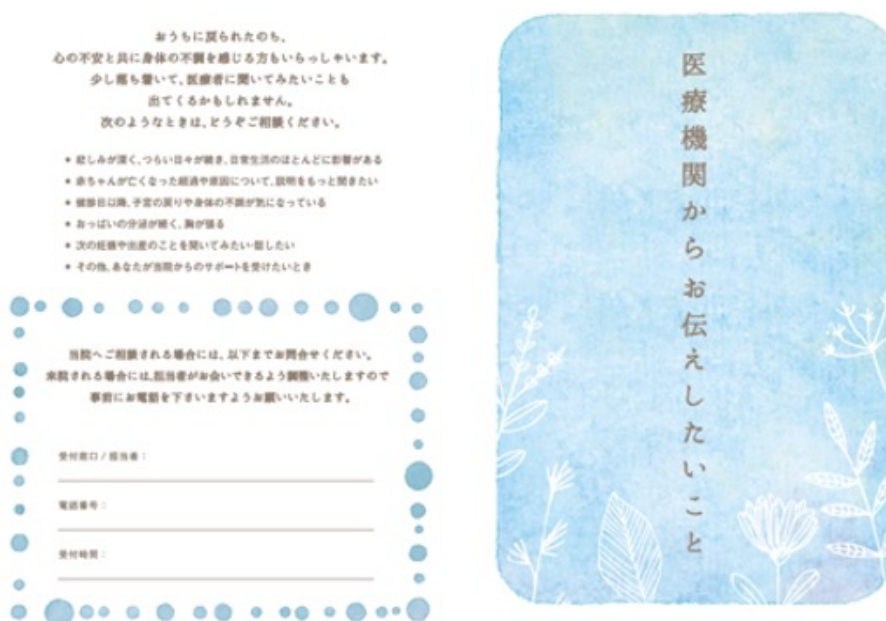 おうちに戻られたのち、
心の不安と共に身体の不調を感じる方もいらっしゃいます。
少し落ち着いて、医療者に聞いてみたいことも
出てくるかもしれません。
次のようなときは、どうぞご相談ください。
* 悲しみが深く、つらい日々が続き、日常生活のほとんどに影響がある
* 赤ちゃんが亡くなった経過や原因について、説明をもっと聞きたい
* 健診日以降、子宮の戻りや身体の不調が気になっている
* おっぱいの分泌が続く、胸が張る
* 次の妊娠や出産のことを聞いてみたい・話したい
* その他、あなたが当院からのサポートを受けたいとき
当院へご相談される場合には、以下までお問合せください。
来院される場合には、担当者がお会いできるよう調整いたしますので
事前にお電話を下さいますようお願いいたします。
受付窓口 / 担当者：
電話番号：
受付時間：
医療機関からお伝えしたいこと